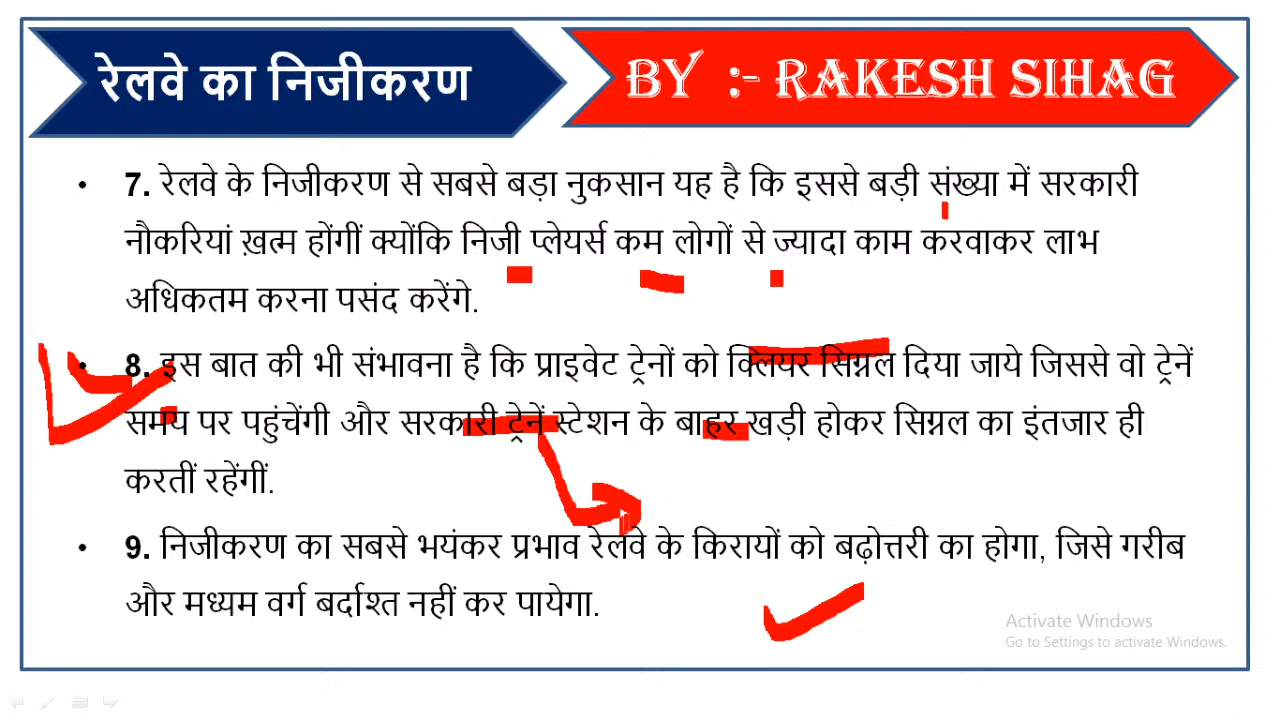 रेलवे का निजीकरण
BY :- RAKESH SIHAG
• 7. रेलवे के निजीकरण से सबसे बड़ा नुकसान यह है कि इससे बड़ी संख्या में सरकारी
नौकरियां ख़त्म होंगीं क्योंकि निजी प्लेयर्स कम लोगों से ज्यादा काम करवाकर लाभ
अधिकतम करना पसंद करेंगे.
• 8. इस बात की भी संभावना है कि प्राइवेट ट्रेनों को क्लियर सिग्नल दिया जाये जिससे वो ट्रेनें
समय पर पहुंचेंगी और सरकारी ट्रेनें स्टेशन के बाहर खड़ी होकर सिग्नल का इंतजार ही
करतीं रहेंगीं.
• 9. निजीकरण का सबसे भयंकर प्रभाव रेलवे के किरायों को बढ़ोत्तरी का होगा, जिसे गरीब
और मध्यम वर्ग बर्दाश्त नहीं कर पायेगा.
Activate Windows
Go to Settings to activate Windows.